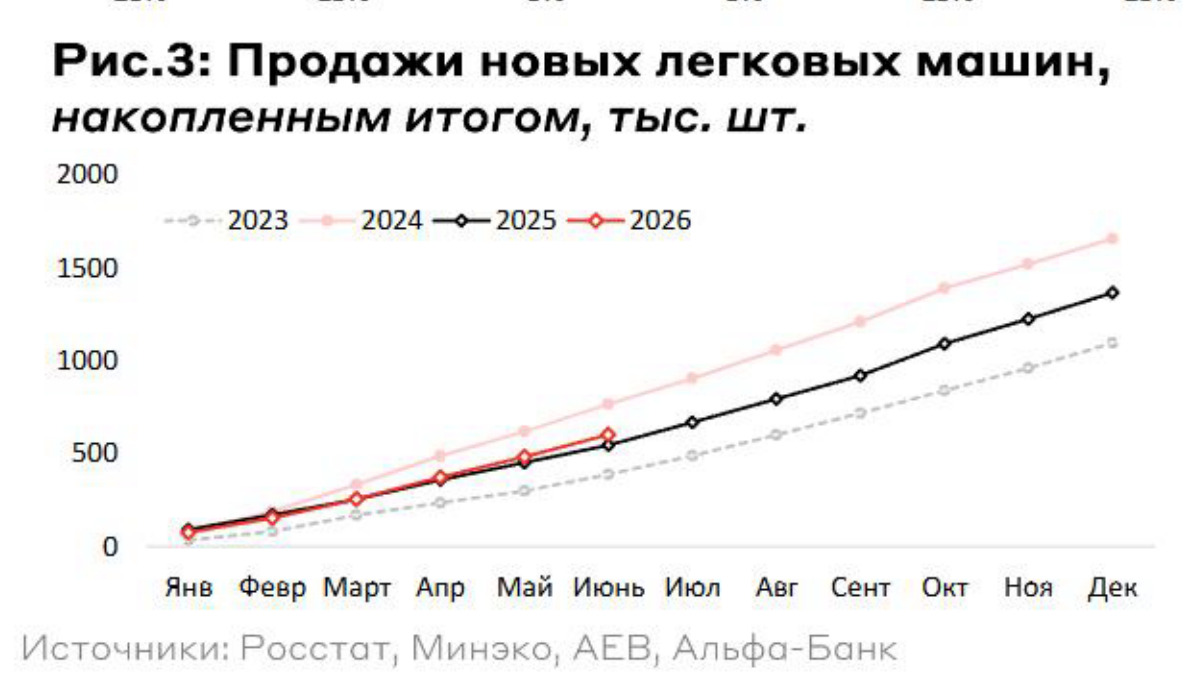 Рис.3: Продажи новых легковых машин,
накопленным итогом, тыс. шт.
2000
2023 2024 2025 2026
1500
1000
500
0
Янв Февр Март Апр Май Июнь Июл Авг Сент Окт Ноя Дек
Источники: Росстат, Минэко, АЕВ, Альфа-Банк